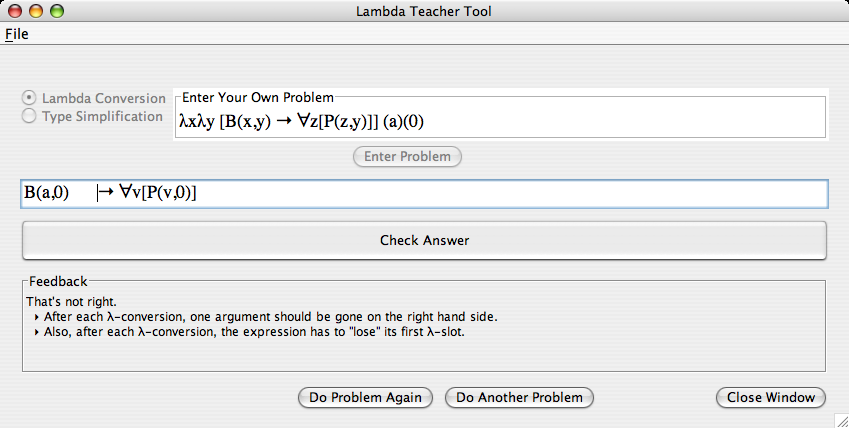 Lambda Teacher Tool
File
Lambda Conversion
Type Simplification
Enter Your Own Problem
λxλy [B(x,y) → ∀z[P(z,y)]] (a)(0)
Enter Problem
B(a,0) → ∀v[P(v,0)]
Check Answer
Feedback
That's not right.
After each λ-conversion, one argument should be gone on the right hand side.
Also, after each λ-conversion, the expression has to "lose" its first λ-slot.
Do Problem Again
Do Another Problem
Close Window